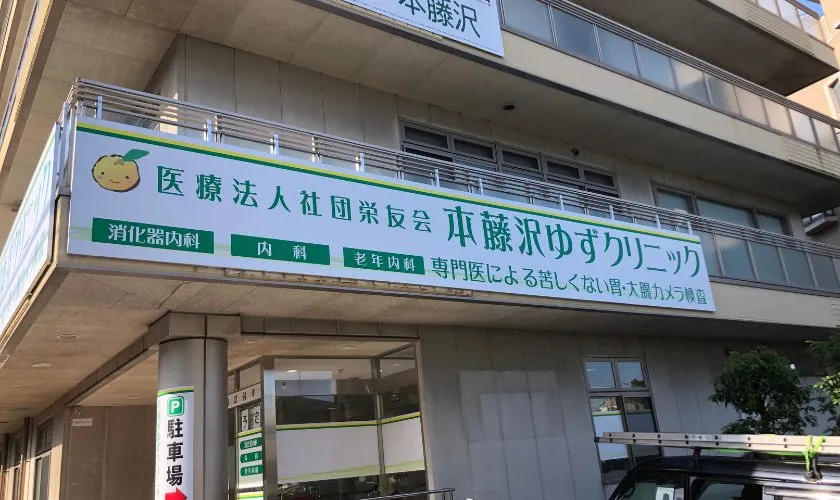 本藤沢
医療法人社団栄友会 本藤沢ゆずクリニック
消化器内科 内科 老年内科 専門医による苦しくない胃・大腸カメラ検査
P
駐車場